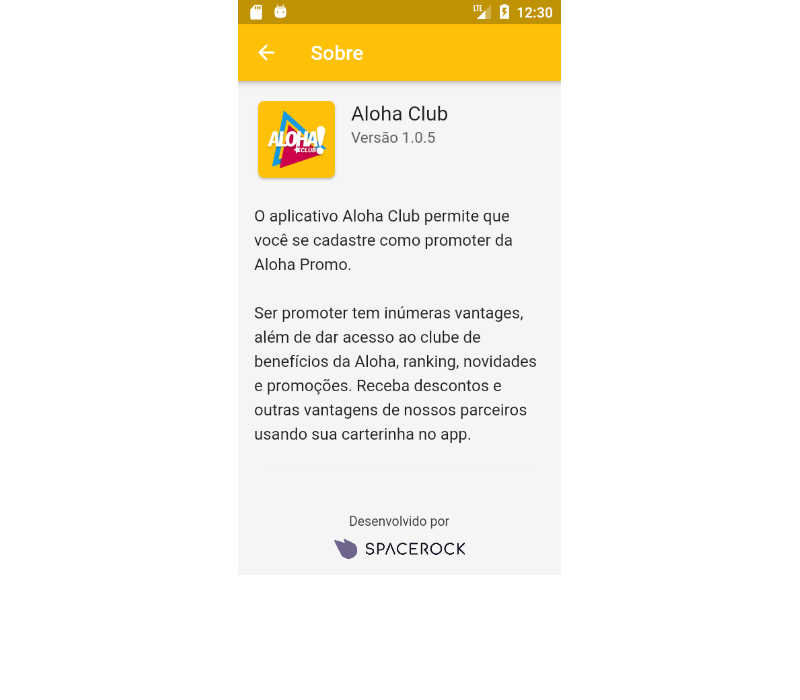 LTE 12:30
Sobre
ALOHA!
CLUB
Aloha Club
Versão 1.0.5
O aplicativo Aloha Club permite que
você se cadastre como promoter da
Aloha Promo.
Ser promoter tem inúmeras vantages,
além de dar acesso ao clube de
benefícios da Aloha, ranking, novidades
e promoções. Receba descontos e
outras vantagens de nossos parceiros
usando sua carterinha no app.
Desenvolvido por
SPACEROCK